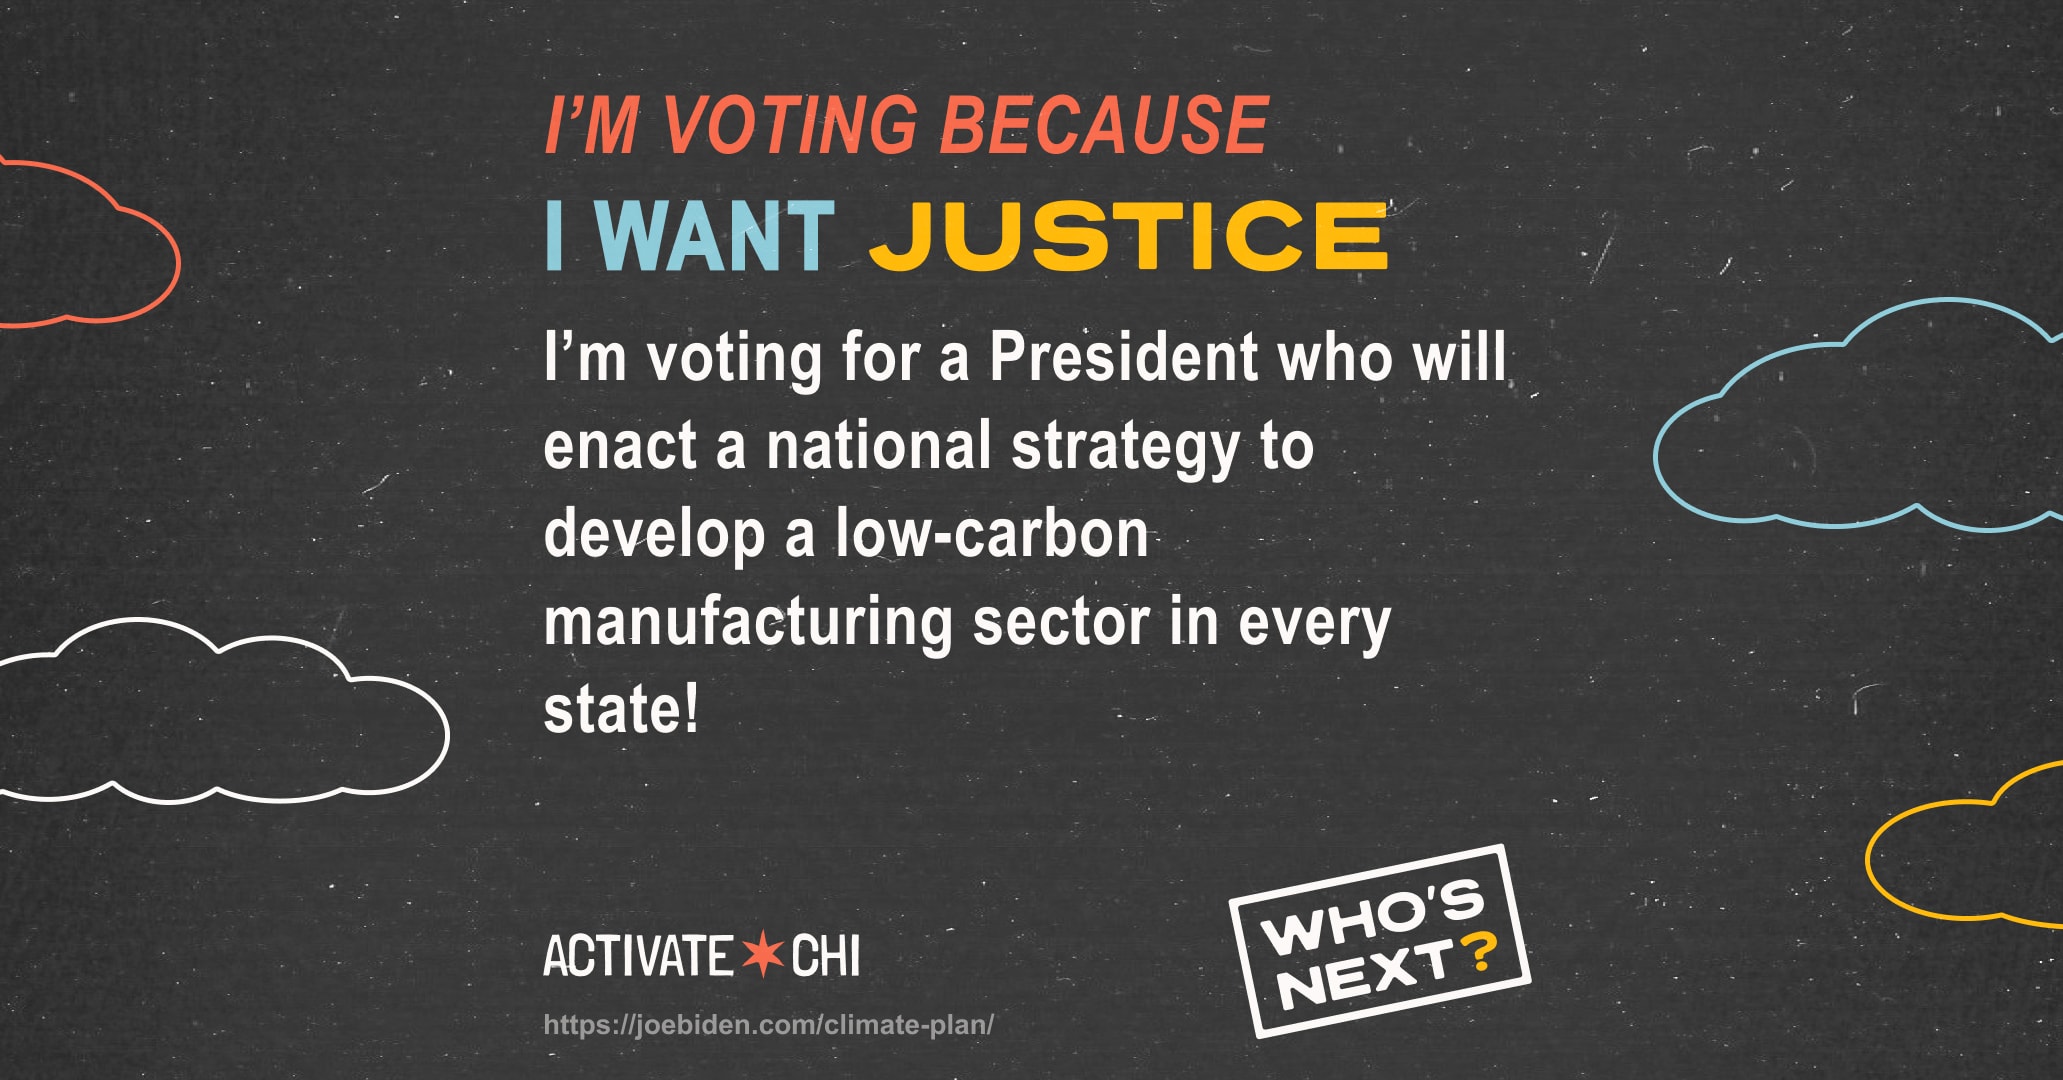 I’M VOTING BECAUSE
I WANT JUSTICE
I’m voting for a President who will
enact a national strategy to
develop a low-carbon
manufacturing sector in every
state!
ACTIVATE CHI
https://joebiden.com/climate-plan/
WHO'S
NEXT?